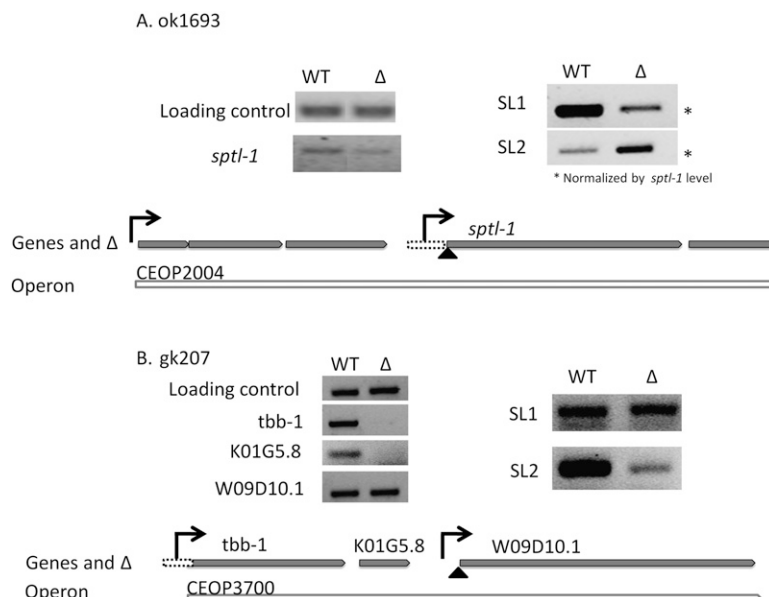 A. ok1693
WT Δ
Loading control
sptl-1
WT Δ
SL1 *
SL2 *
* Normalized by sptl-1 level
sptl-1
Genes and Δ
CEOP2004
Operon
B. gk207
WT Δ
Loading control
tbb-1
K01G5.8
W09D10.1
WT Δ
SL1
SL2
tbb-1 K01G5.8 W09D10.1
Genes and Δ
CEOP3700
Operon